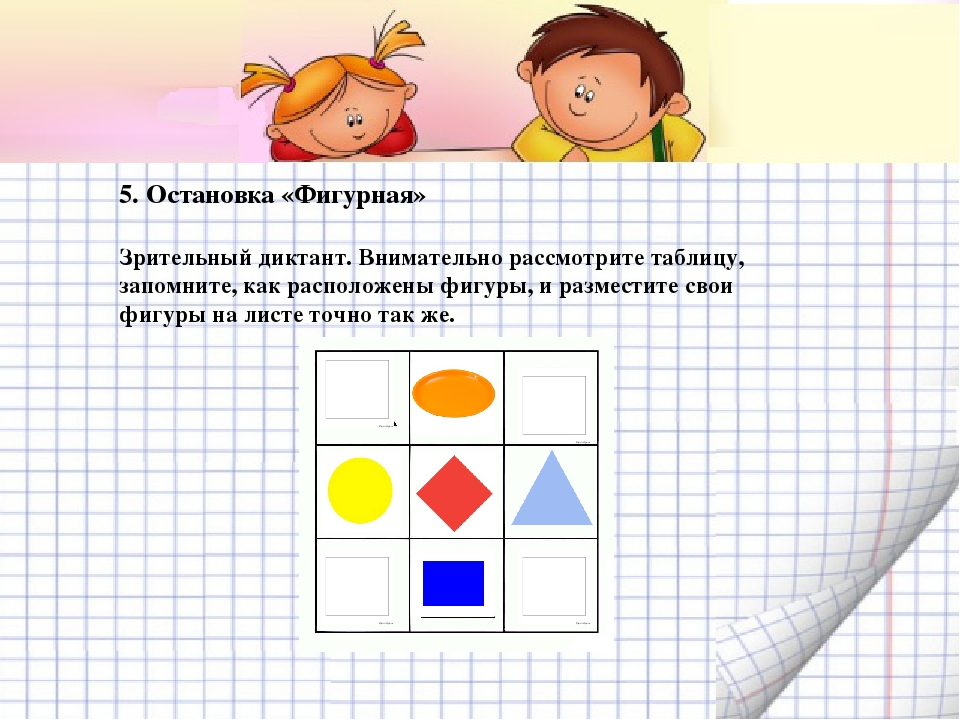 5. Остановка «Фигурная»
Зрительный диктант. Внимательно рассмотрите таблицу,
запомните, как расположены фигуры, и разместите свои
фигуры на листе точно так же.